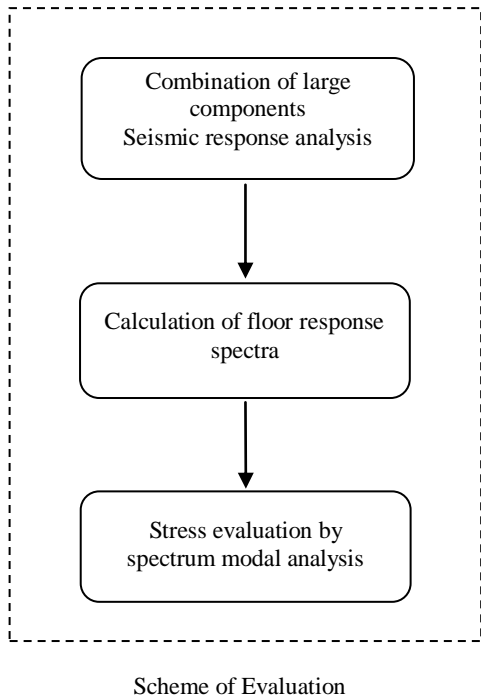 Combination of large
components
Seismic response analysis
Calculation of floor response
spectra
Stress evaluation by
spectrum modal analysis
Scheme of Evaluation